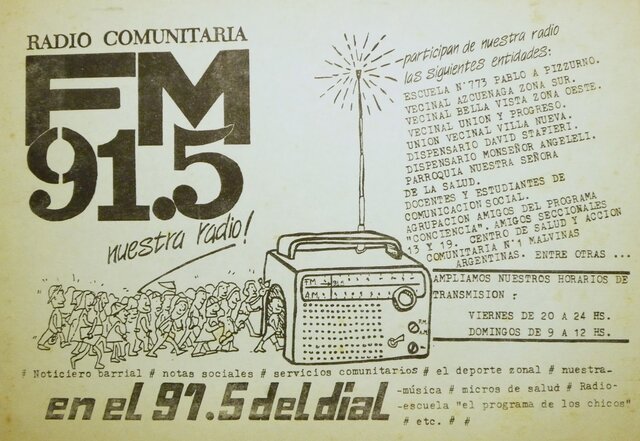 RADIO COMUNITARIA
FM
91.5
nuestra radio!
participan de nuestra radio
las siguientes entidades:
ESCUELA Nº773 PABLO A PIZZURNO.
VECINAL AZCUENAGA ZONA SUR.
VECINAL BELLA VISTA ZONA OESTE.
VECINAL UNION Y PROGRESO.
UNION VECINAL VILLA NUEVA.
DISPENSARIO DAVID STAFIERI.
DISPENSARIO MONSEÑOR ANGELELI.
PARROQUIA NUESTRA SEÑORA
DE LA SALUD.
DOCENTES Y ESTUDIANTES DE
COMUNICACION SOCIAL.
AGRUPACION AMIGOS DEL PROGRAMA
"CONCIENCIA". AMIGOS SECCIONALES
13 Y 19. CENTRO DE SALUD Y ACCION
COMUNITARIA Nº1 MALVINAS
ARGENTINAS. ENTRE OTRAS ...
AMPLIAMOS NUESTROS HORARIOS DE
TRANSMISION :
VIERNES DE 20 A 24 HS.
DOMINGOS DE 9 A 12 HS.
FM
AM
# Noticiero barrial # notas sociales # servicios comunitarios # el deporte zonal # nuestra-
-música # micros de salud # Radio-
-escuela "el programa de los chicos"
# etc. # #
en el 91.5 del dial